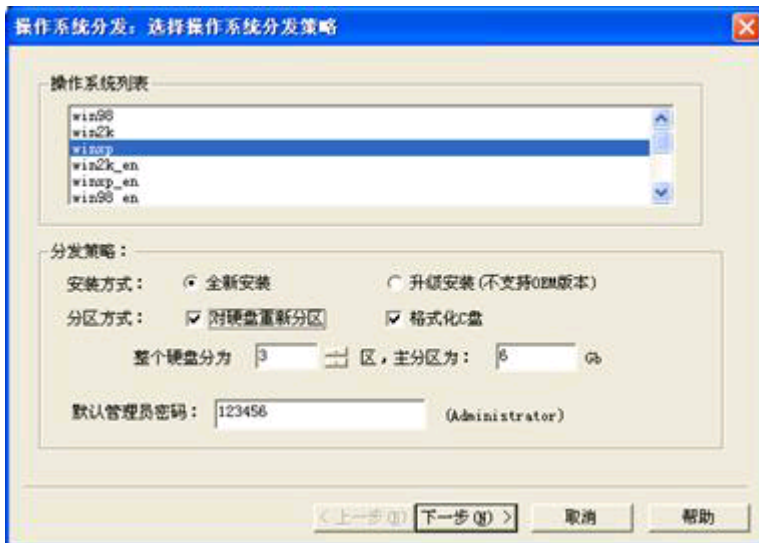 操作系统分发：选择操作系统分发策略
操作系统列表
win98
win2k
winxp
win2k_en
winxp_en
win98_en
分发策略：
安装方式： 全新安装 升级安装(不支持OEM版本)
分区方式： 对硬盘重新分区 格式化C盘
整个硬盘分为 3 区，主分区为： 6 Gb
默认管理员密码： 123456 (Administrator)
<上一步(B) 下一步(N) > 取消 帮助